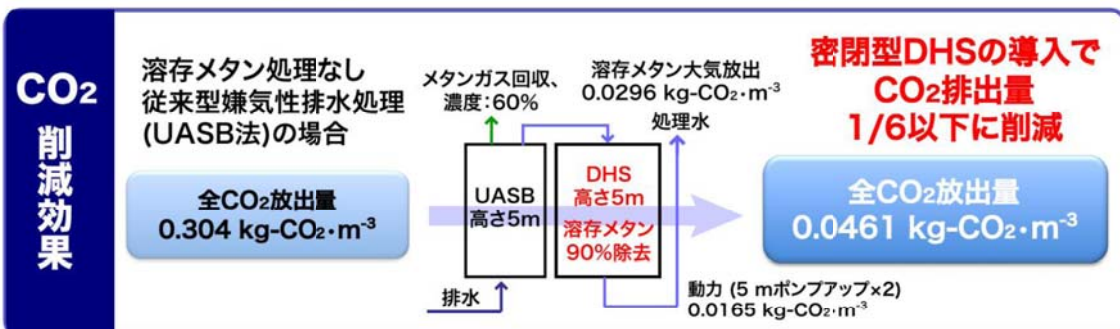 CO₂
削減効果
溶存メタン処理なし
従来型嫌気性排水処理
(UASB法)の場合
全CO₂放出量
0.304 kg-CO₂･m⁻³
メタンガス回収、
濃度：60%
溶存メタン大気放出
0.0296 kg-CO₂･m⁻³
処理水
UASB
高さ5m
DHS
高さ5m
溶存メタン
90%除去
排水
動力 (5 mポンプアップ×2)
0.0165 kg-CO₂･m⁻³
密閉型DHSの導入で
CO₂排出量
1/6以下に削減
全CO₂放出量
0.0461 kg-CO₂･m⁻³